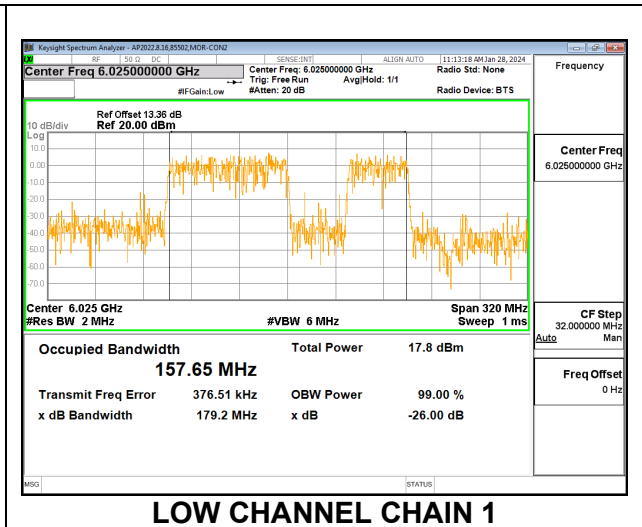 Keysight Spectrum Analyzer - AP2022.8.16,85502,MOR-CON2
RF 50 Ω DC SENSE:INT ALIGN AUTO 11:13:18 AM Jan 28, 2024
Center Freq 6.025000000 GHz
Center Freq: 6.025000000 GHz
Radio Std: None
Trig: Free Run
Avg|Hold: 1/1
#IFGain:Low
#Atten: 20 dB
Radio Device: BTS
Frequency
Ref Offset 13.36 dB
10 dB/div
Ref 20.00 dBm
Log
10.0
0.00
-10.0
-20.0
-30.0
-40.0
-50.0
-60.0
-70.0
Center Freq
6.025000000 GHz
Center 6.025 GHz
Span 320 MHz
#Res BW 2 MHz
#VBW 6 MHz
Sweep 1 ms
CF Step
32.000000 MHz
Auto Man
Occupied Bandwidth
Total Power 17.8 dBm
157.65 MHz
Freq Offset
0 Hz
Transmit Freq Error 376.51 kHz
OBW Power 99.00 %
x dB Bandwidth 179.2 MHz
x dB -26.00 dB
MSG
STATUS
LOW CHANNEL CHAIN 1